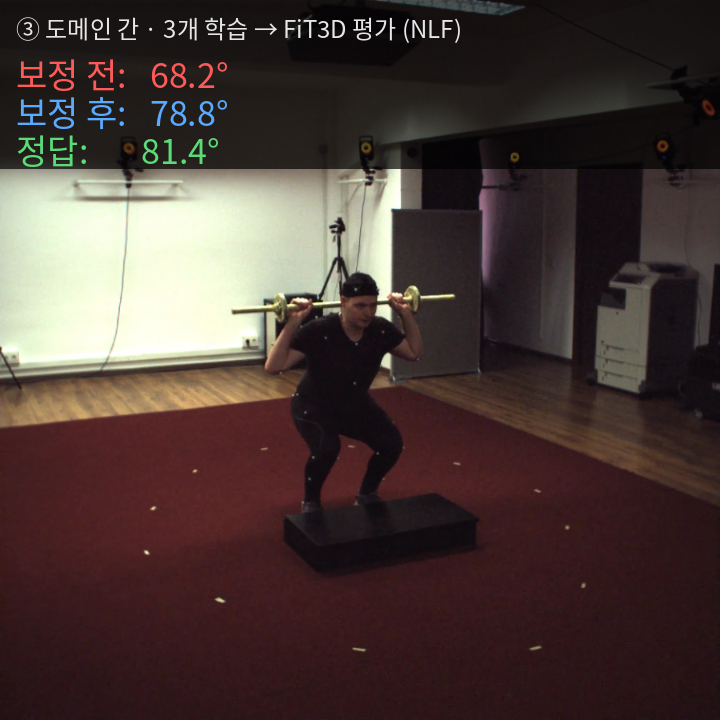 ③ 도메인 간 · 3개 학습 → FiT3D 평가 (NLF)
보정 전: 68.2°
보정 후: 78.8°
정답: 81.4°